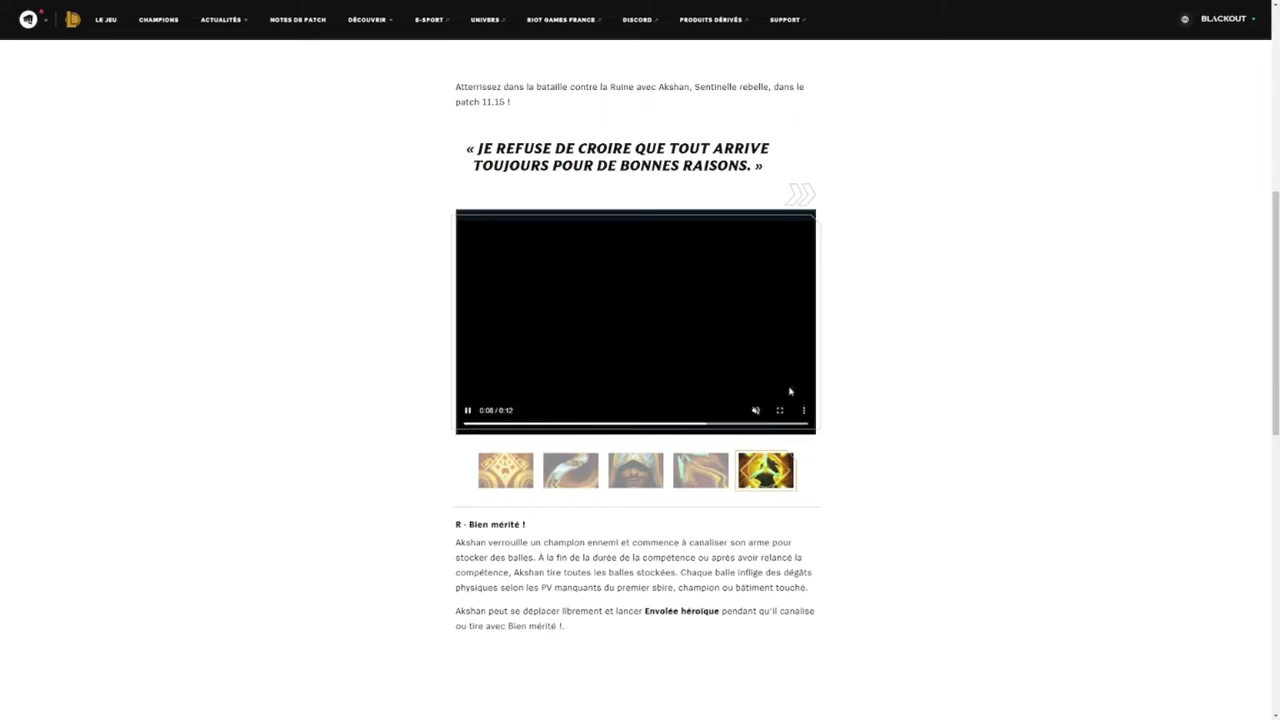 LE JEU CHAMPIONS ACTUALITÉS NOTES DE PATCH DÉCOUVRIR E-SPORT UNIVERS RIOT GAMES FRANCE DISCORD PRODUITS DÉRIVÉS SUPPORT BLACKOUT
Atterrissez dans la bataille contre la Ruine avec Akshan, Sentinelle rebelle, dans le
patch 11.15 !
« JE REFUSE DE CROIRE QUE TOUT ARRIVE
TOUJOURS POUR DE BONNES RAISONS. »
0:08 / 0:12
R - Bien mérité !
Akshan verrouille un champion ennemi et commence à canaliser son arme pour
stocker des balles. À la fin de la durée de la compétence ou après avoir relancé la
compétence, Akshan tire toutes les balles stockées. Chaque balle inflige des dégâts
physiques selon les PV manquants du premier sbire, champion ou bâtiment touché.
Akshan peut se déplacer librement et lancer Envolée héroïque pendant qu'il canalise
ou tire avec Bien mérité !.